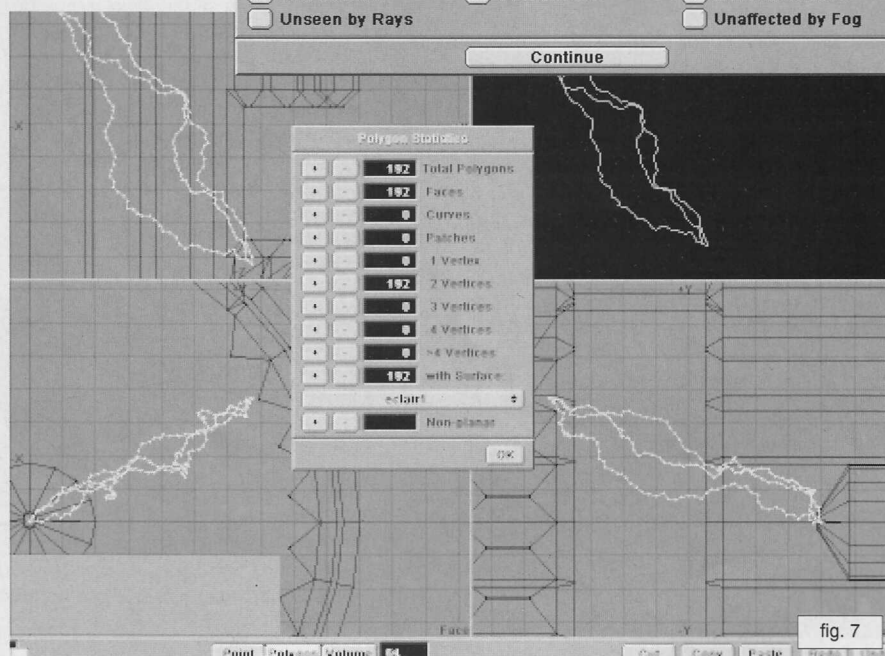 Unseen by Rays
Unaffected by Fog
Continue
Polygon Statistics
+ - 192 Total Polygons
+ - 192 Faces
+ - 0 Curves
+ - 0 Patches
+ - 0 1 Vertex
+ - 192 2 Vertices
+ - 0 3 Vertices
+ - 0 4 Vertices
+ - 0 >4 Vertices
+ - 192 with Surface
eclair1
+ - Non-planar
OK
X
+Y
X
Face
-Y
fig. 7
Point Polygon Volume
Cut Copy Paste